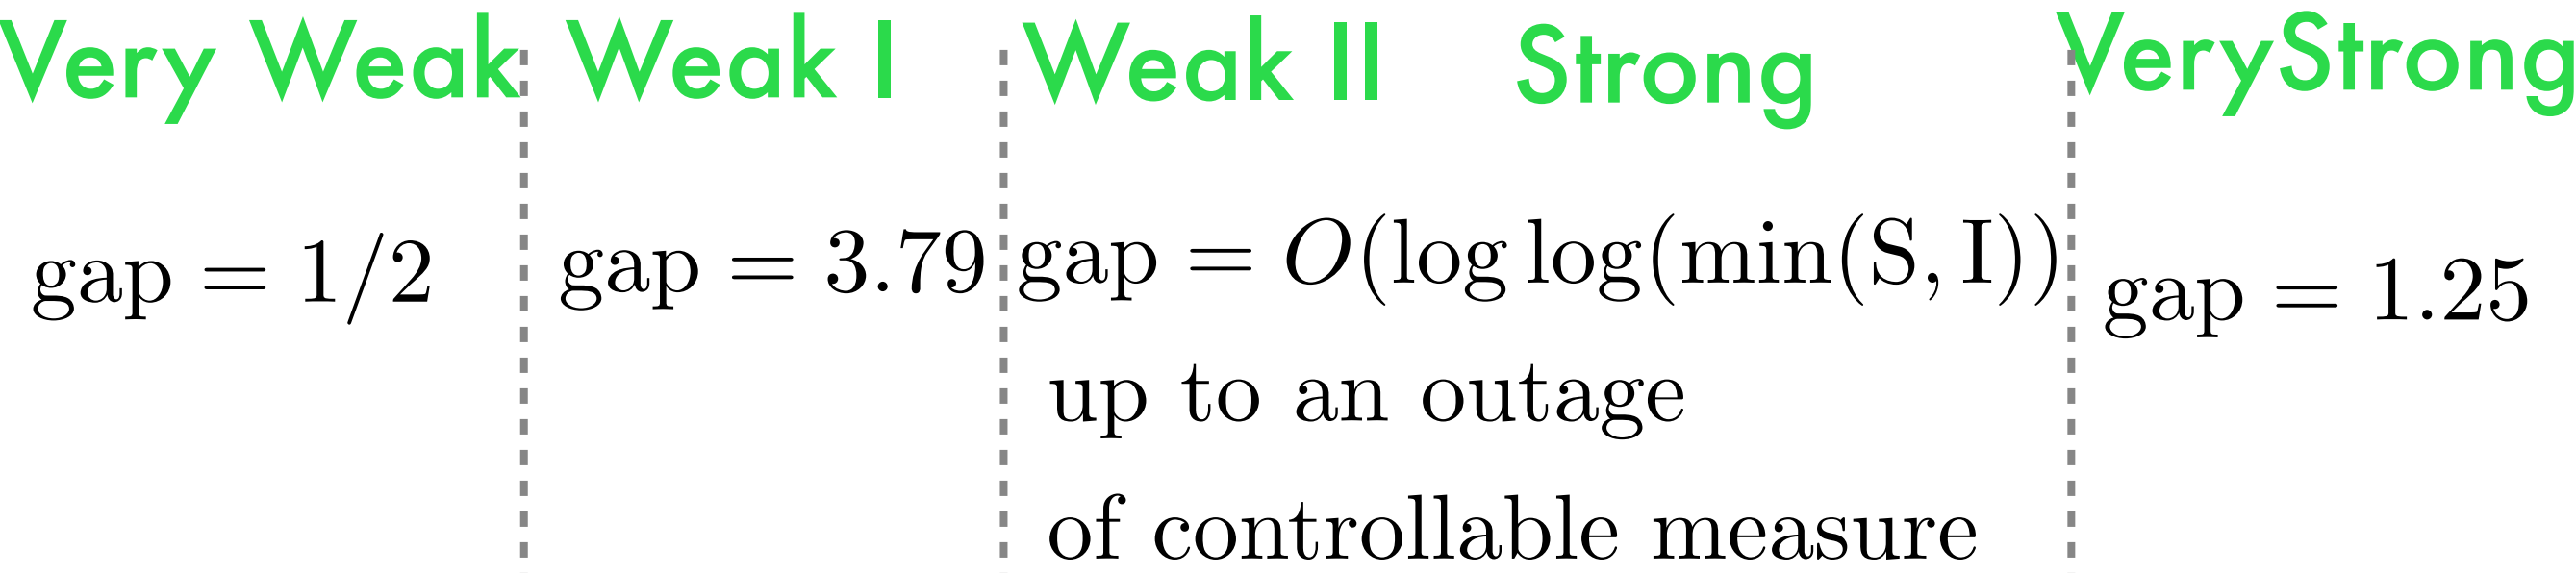 Very Weak Weak I Weak II Strong VeryStrong
gap = 1/2 gap = 3.79 gap = O(log log(min(S, I)) gap = 1.25
up to an outage
of controllable measure